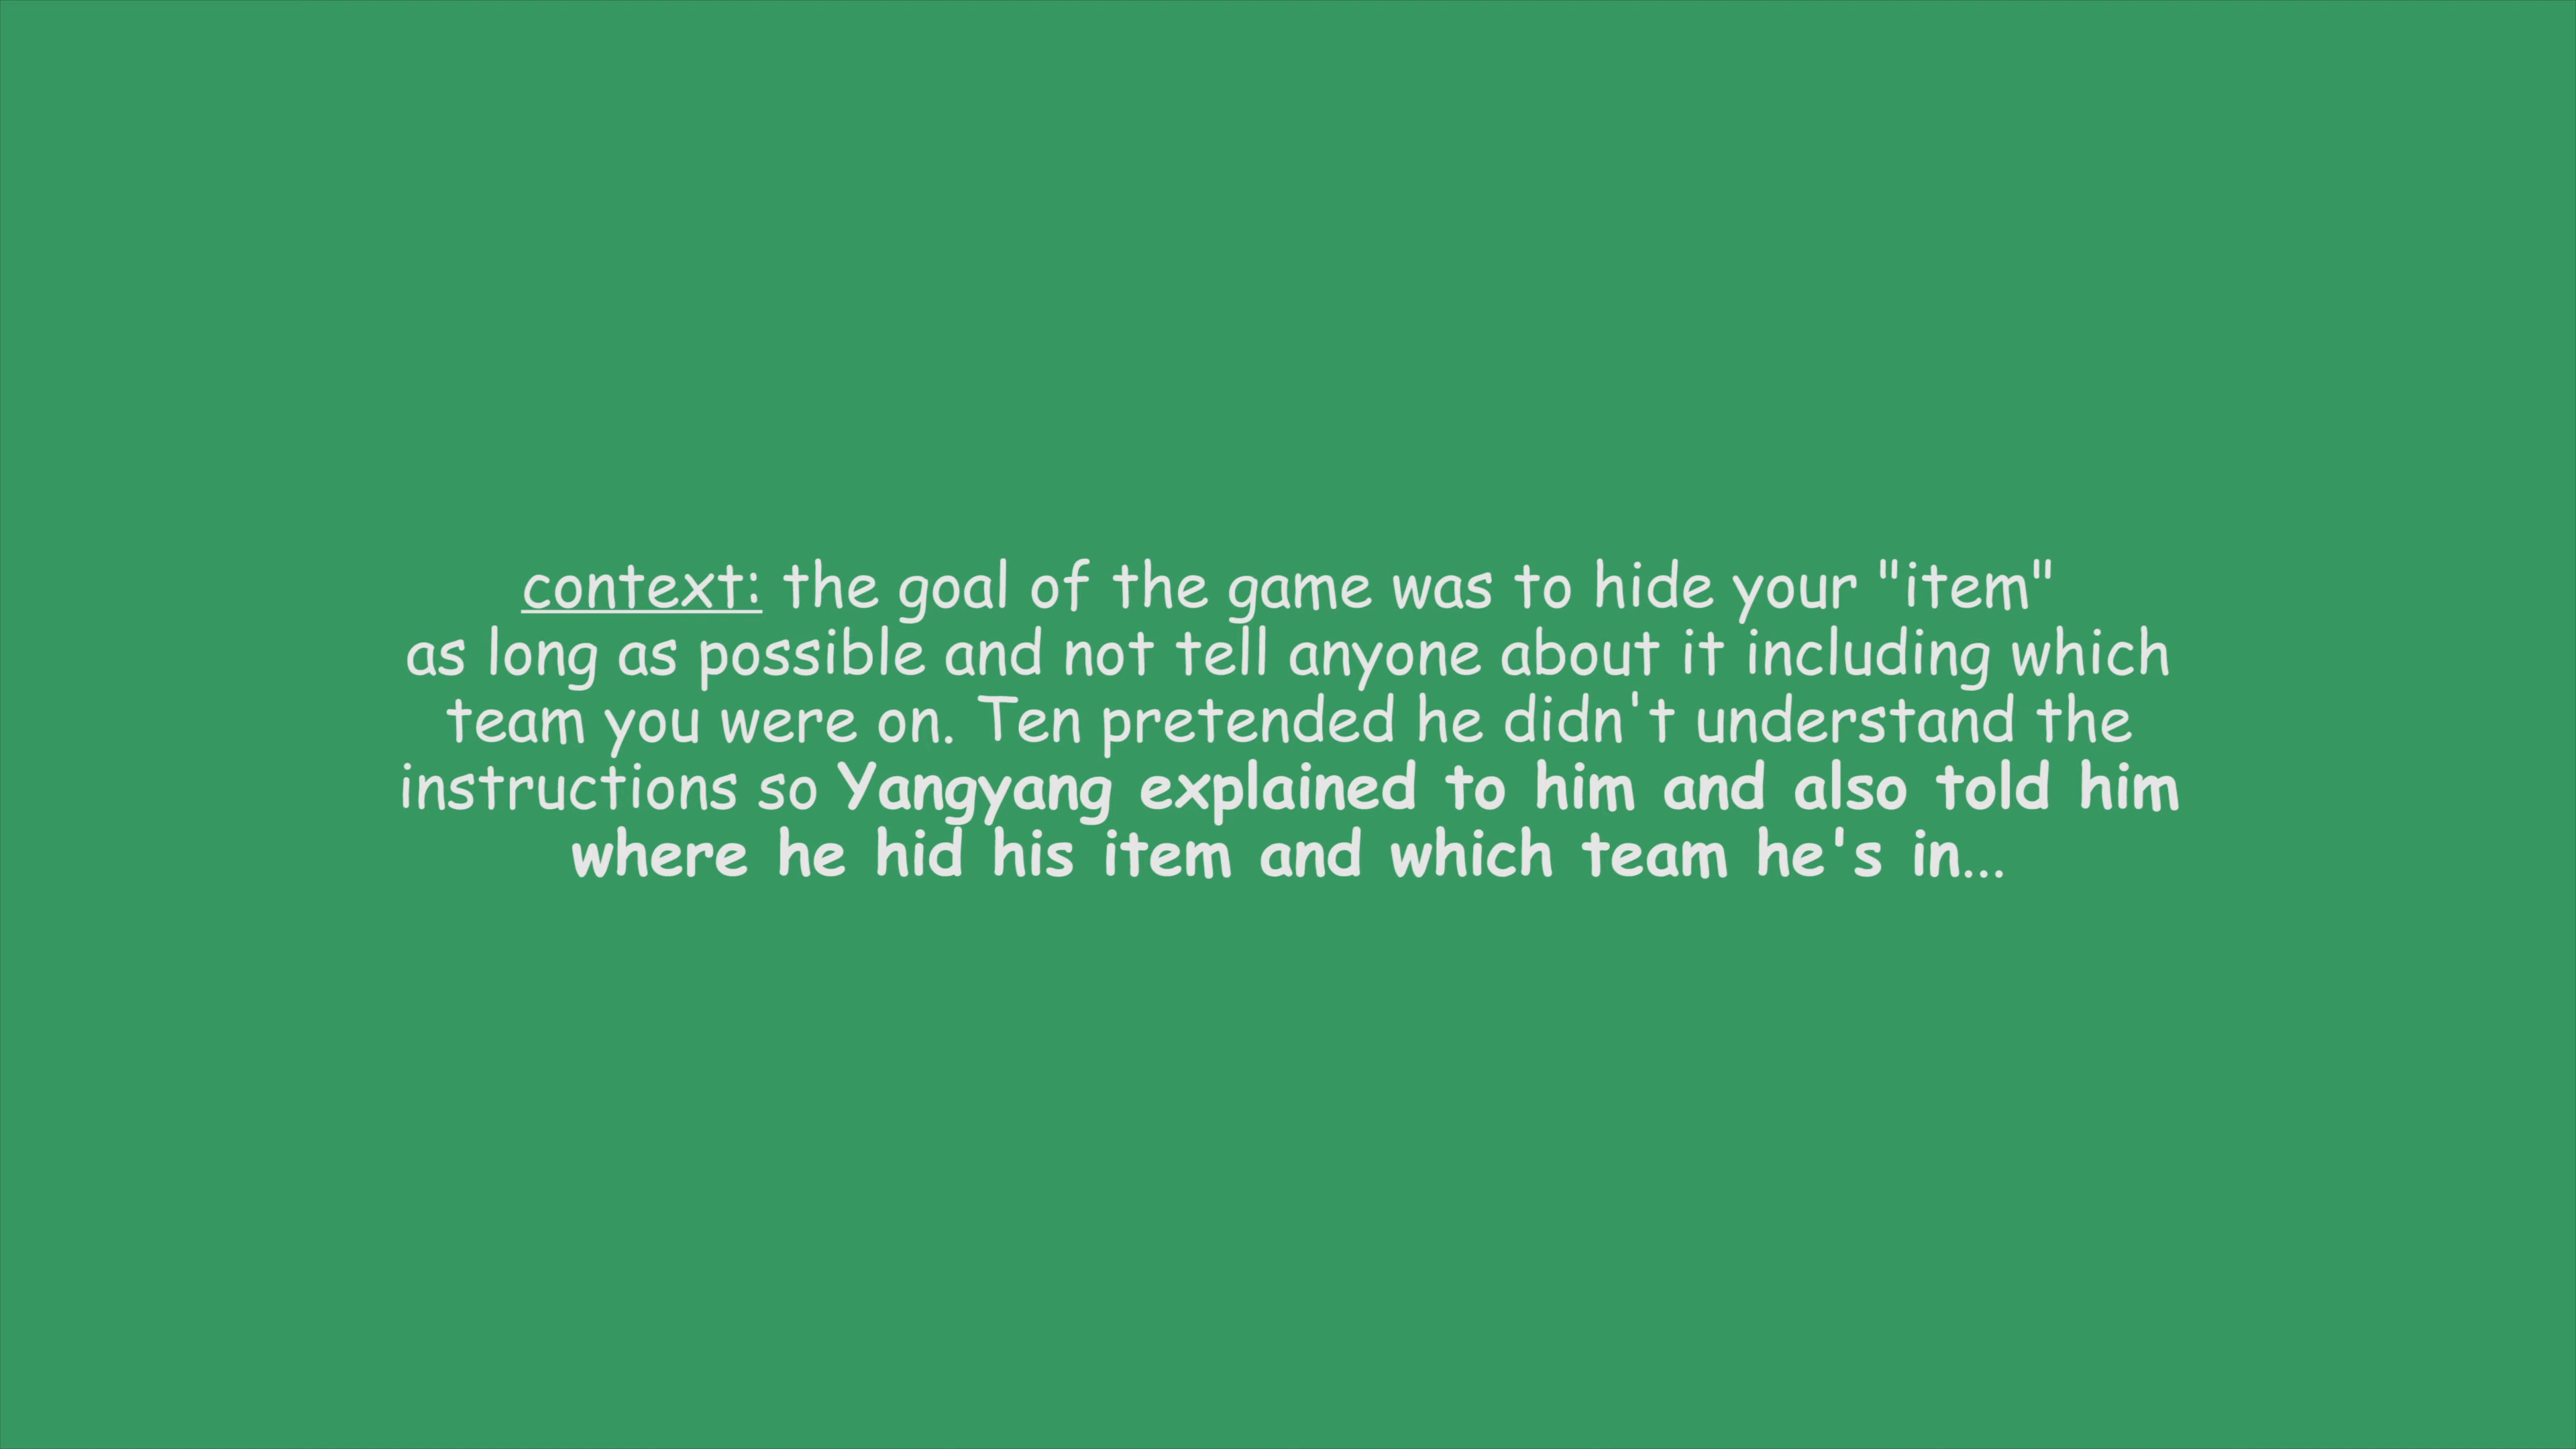 context: the goal of the game was to hide your "item"
as long as possible and not tell anyone about it including which
team you were on. Ten pretended he didn't understand the
instructions so Yangyang explained to him and also told him
where he hid his item and which team he's in...